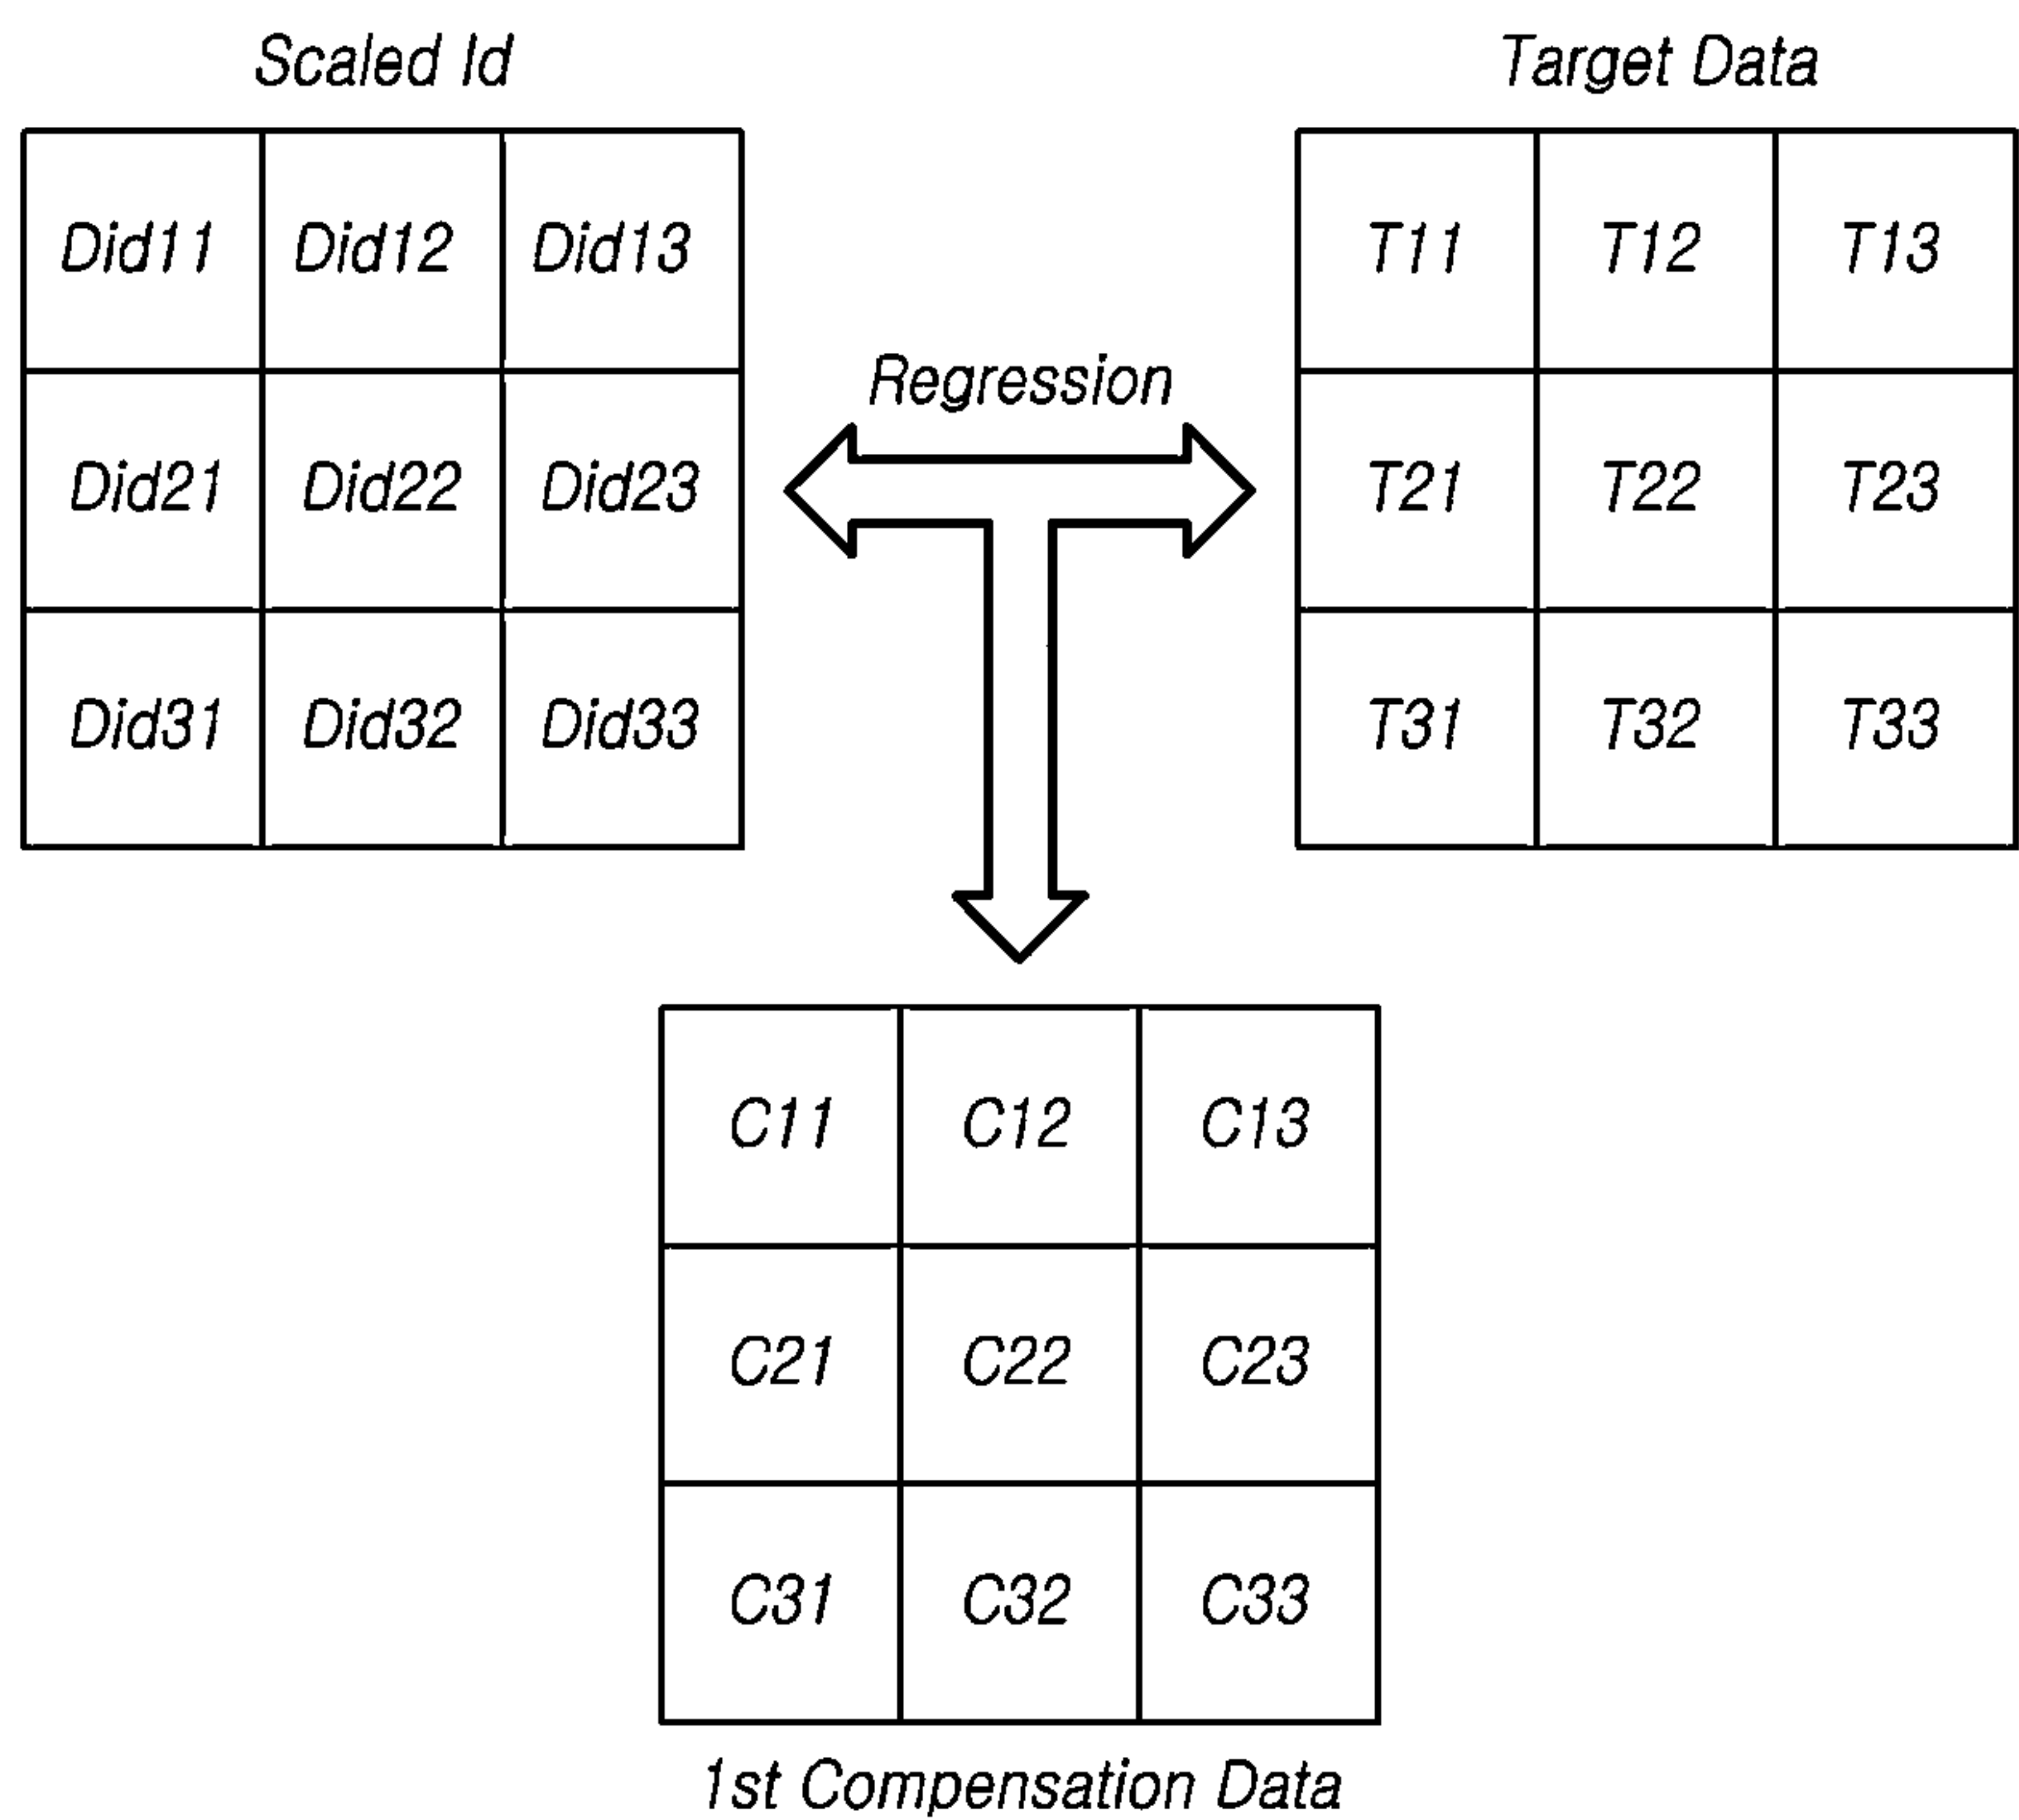 Scaled Id
Target Data
Did11 Did12 Did13
T11 T12 T13
Regression
Did21 Did22 Did23
T21 T22 T23
Did31 Did32 Did33
T31 T32 T33
C11 C12 C13
C21 C22 C23
C31 C32 C33
1st Compensation Data